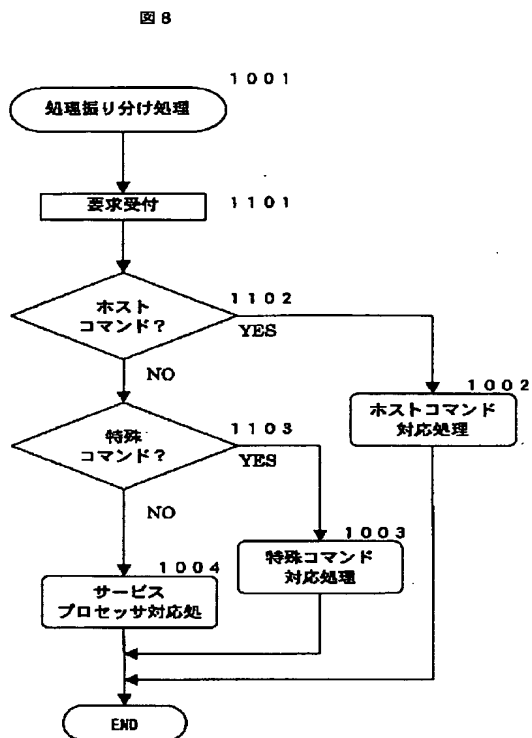 図8
1001
処理振り分け処理
要求受付
1101
ホスト
コマンド?
1102
YES
NO
1002
ホストコマンド
対応処理
特殊
コマンド?
1103
YES
NO
1003
特殊コマンド
対応処理
1004
サービス
プロセッサ対応処
END